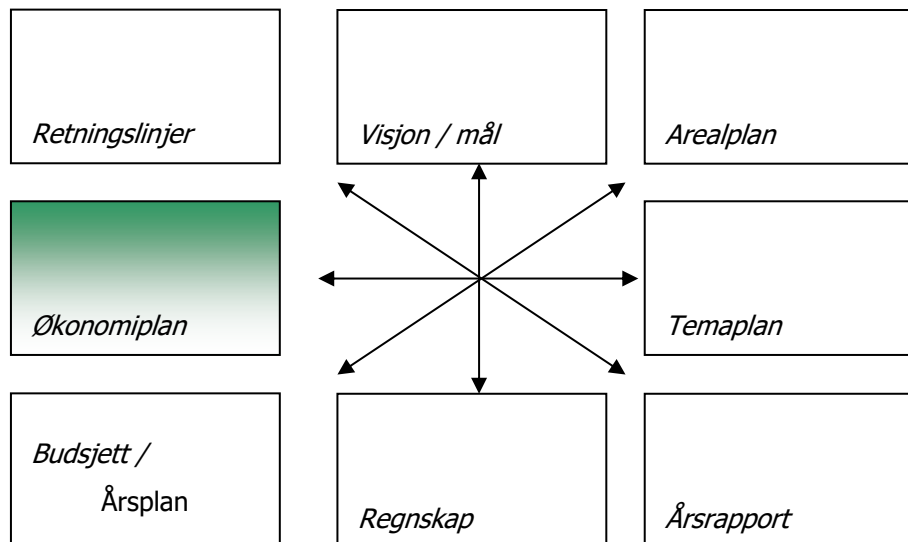 Retningslinjer
Visjon / mål
Arealplan
Økonomiplan
Temaplan
Budsjett /
Årsplan
Regnskap
Årsrapport